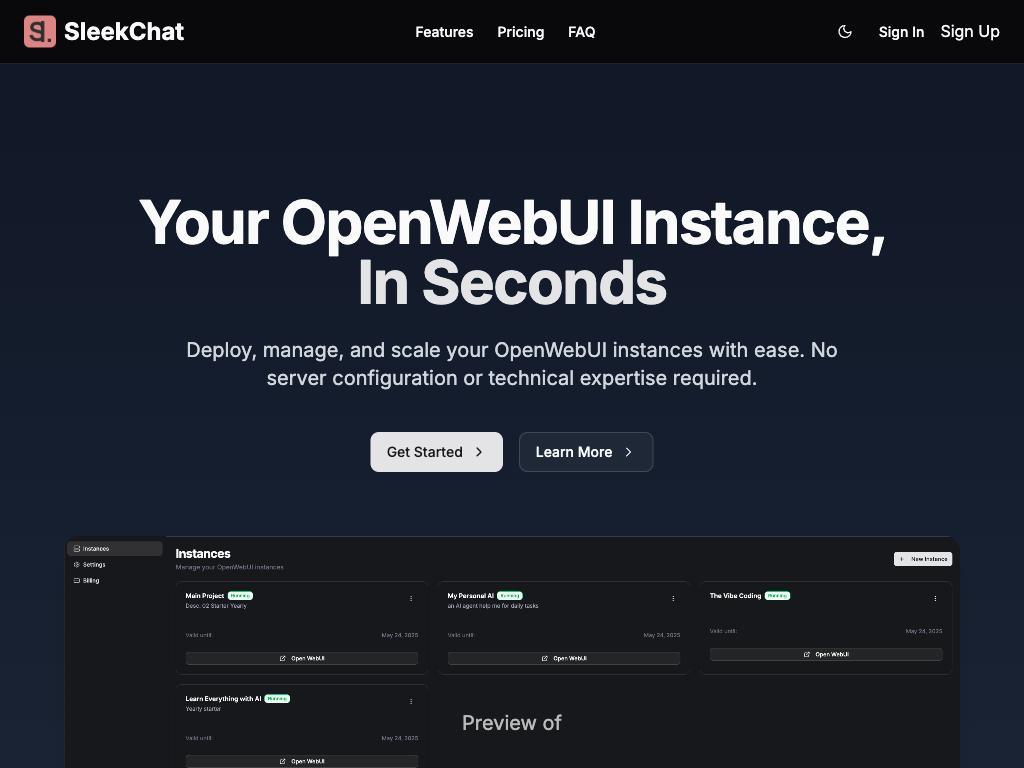 SleekChat
Features Pricing FAQ
Sign In Sign Up
Your OpenWebUI Instance,
In Seconds
Deploy, manage, and scale your OpenWebUI instances with ease. No
server configuration or technical expertise required.
Get Started
Learn More
Instances
Settings
Billing
Instances
Manage your OpenWebUI instances
New Instance
Main Project Running
Desc: 02 Starter Yearly
Valid until: May 24, 2025
Open WebUI
My Personal AI Running
an AI agent help me for daily tasks
Valid until: May 24, 2025
Open WebUI
The Vibe Coding Running
Valid until: May 24, 2025
Open WebUI
Learn Everything with AI Running
Yearly starter
Valid until: May 24, 2025
Open WebUI
Preview of